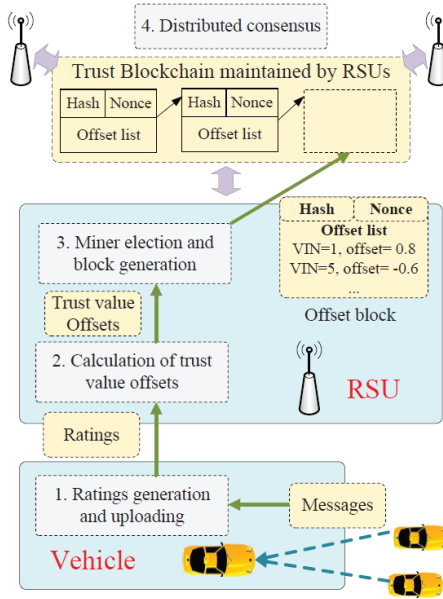 4. Distributed consensus
Trust Blockchain maintained by RSUs
Hash Nonce
Offset list
Hash Nonce
Offset list
3. Miner election and
block generation
Hash Nonce
Offset list
VIN=1, offset= 0.8
VIN=5, offset= -0.6
...
Offset block
Trust value
Offsets
2. Calculation of trust
value offsets
RSU
Ratings
1. Ratings generation
and uploading
Messages
Vehicle